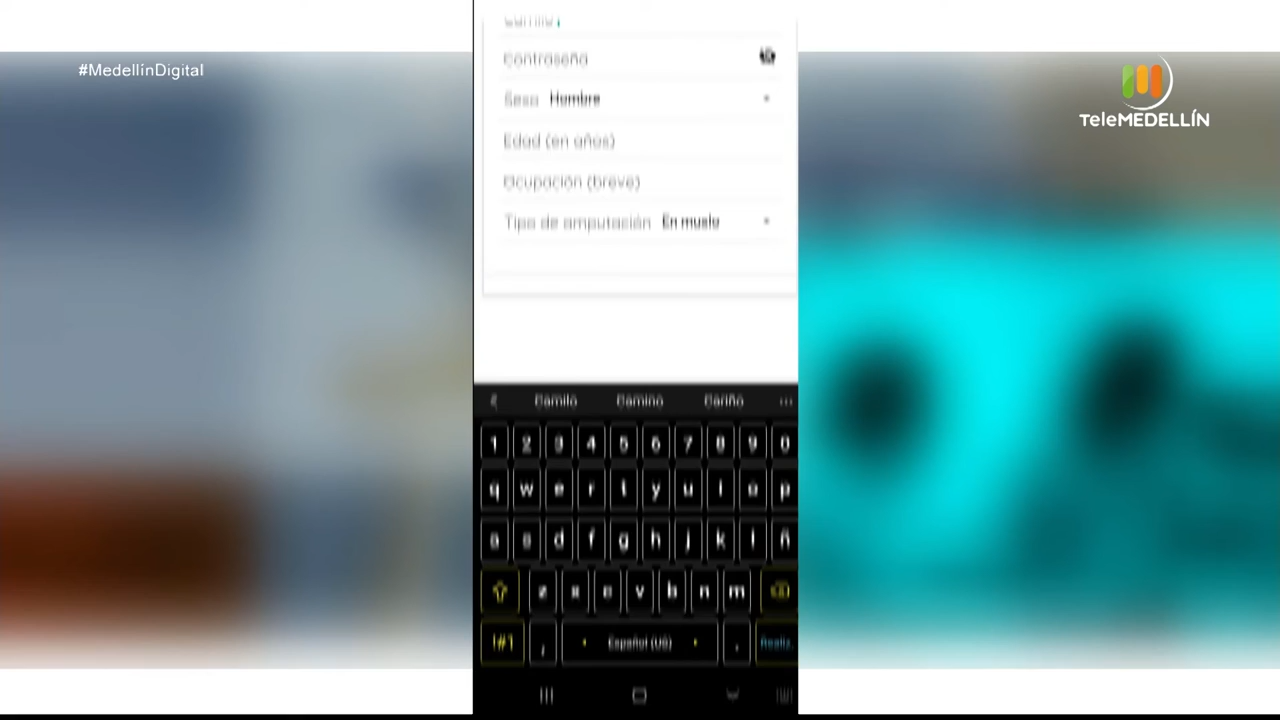 #MedellínDigital
TeleMEDELLÍN
Camilo
Contraseña
Sexo Hombre
Edad (en años)
Ocupación (breve)
Tipo de amputación En muslo
Camilo Camino Cariño ...
1 2 3 4 5 6 7 8 9 0
q w e r t y u i o p
a s d f g h j k l ñ
z x c v b n m
!#1 , Español (US) .